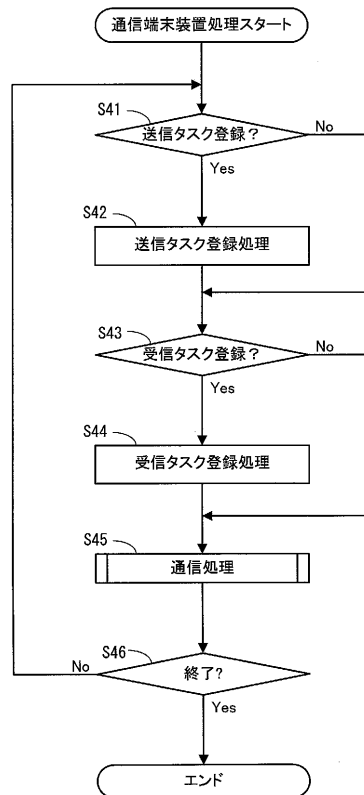 通信端末装置処理スタート
S41
送信タスク登録？
No
Yes
S42
送信タスク登録処理
S43
受信タスク登録？
No
Yes
S44
受信タスク登録処理
S45
通信処理
S46
No
終了?
Yes
エンド